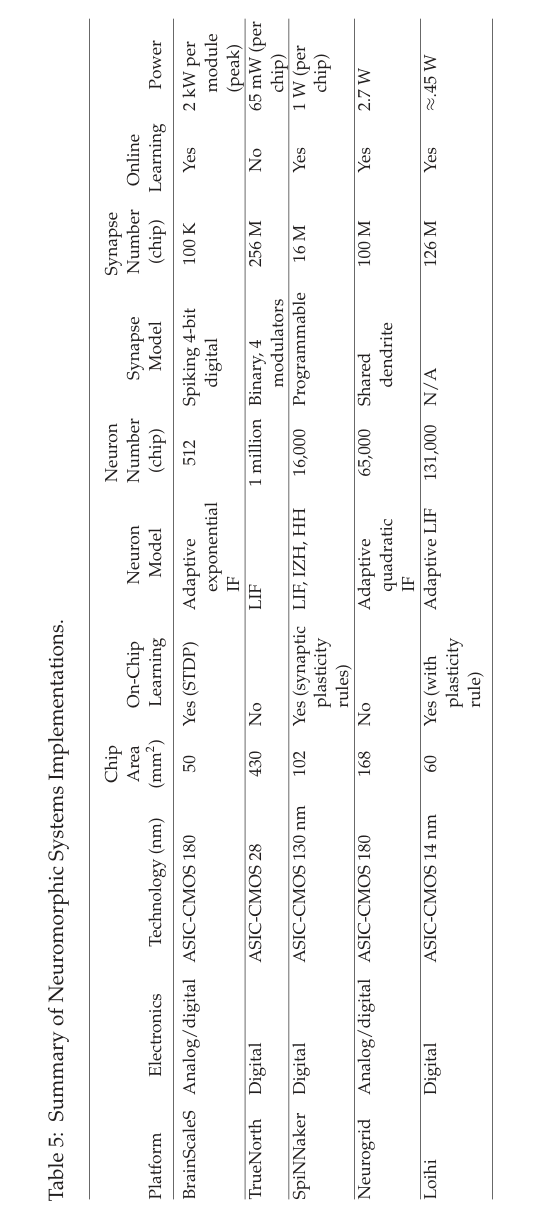 Table 5: Summary of Neuromorphic Systems Implementations.
Chip Neuron Synapse
Area On-Chip Neuron Number Synapse Number Online
Platform Electronics Technology (nm) (mm²) Learning Model (chip) Model (chip) Learning Power
BrainScaleS Analog/digital ASIC-CMOS 180 50 Yes (STDP) Adaptive 512 Spiking 4-bit 100 K Yes 2 kW per
exponential digital module
IF (peak)
TrueNorth Digital ASIC-CMOS 28 430 No LIF 1 million Binary, 4 256 M No 65 mW (per
modulators chip)
SpiNNaker Digital ASIC-CMOS 130 nm 102 Yes (synaptic LIF, IZH, HH 16,000 Programmable 16 M Yes 1 W (per
plasticity chip)
rules)
Neurogrid Analog/digital ASIC-CMOS 180 168 No Adaptive 65,000 Shared 100 M Yes 2.7 W
quadratic dendrite
IF
Loihi Digital ASIC-CMOS 14 nm 60 Yes (with Adaptive LIF 131,000 N/A 126 M Yes ≈.45 W
plasticity
rule)